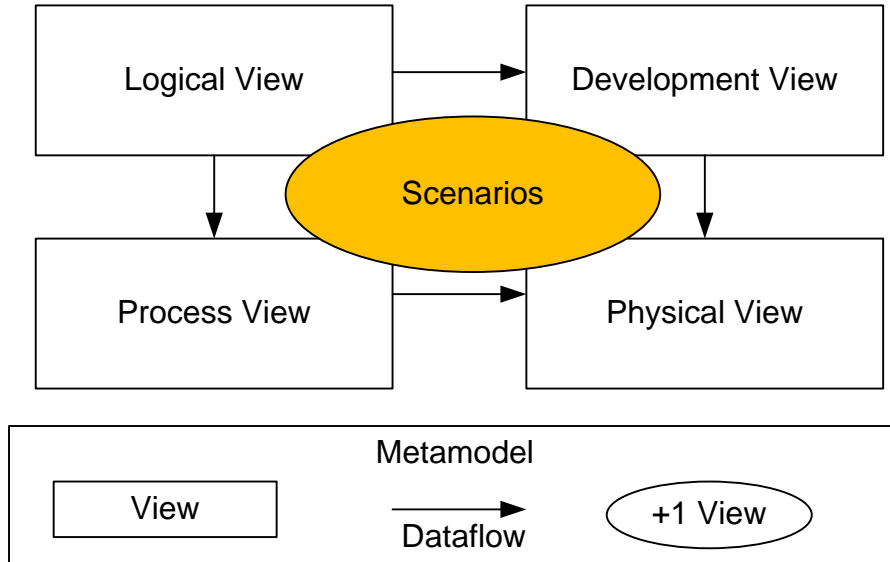 Logical View
Development View
Scenarios
Process View
Physical View
Metamodel
View
Dataflow
+1 View